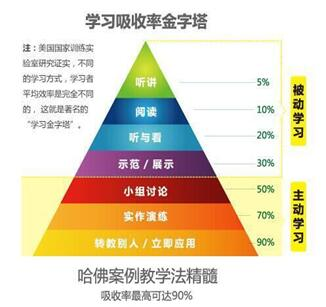 学习吸收率金字塔
注：美国国家训练实
验室研究证实，不同
的学习方式，学习者
平均效率是完全不同
的，这就是著名的
“学习金字塔”。
听讲
5%
阅读
10%
听与看
20%
示范 / 展示
30%
被动学习
小组讨论
50%
实作演练
70%
转教别人 / 立即应用
90%
主动学习
哈佛案例教学法精髓
吸收率最高可达90%